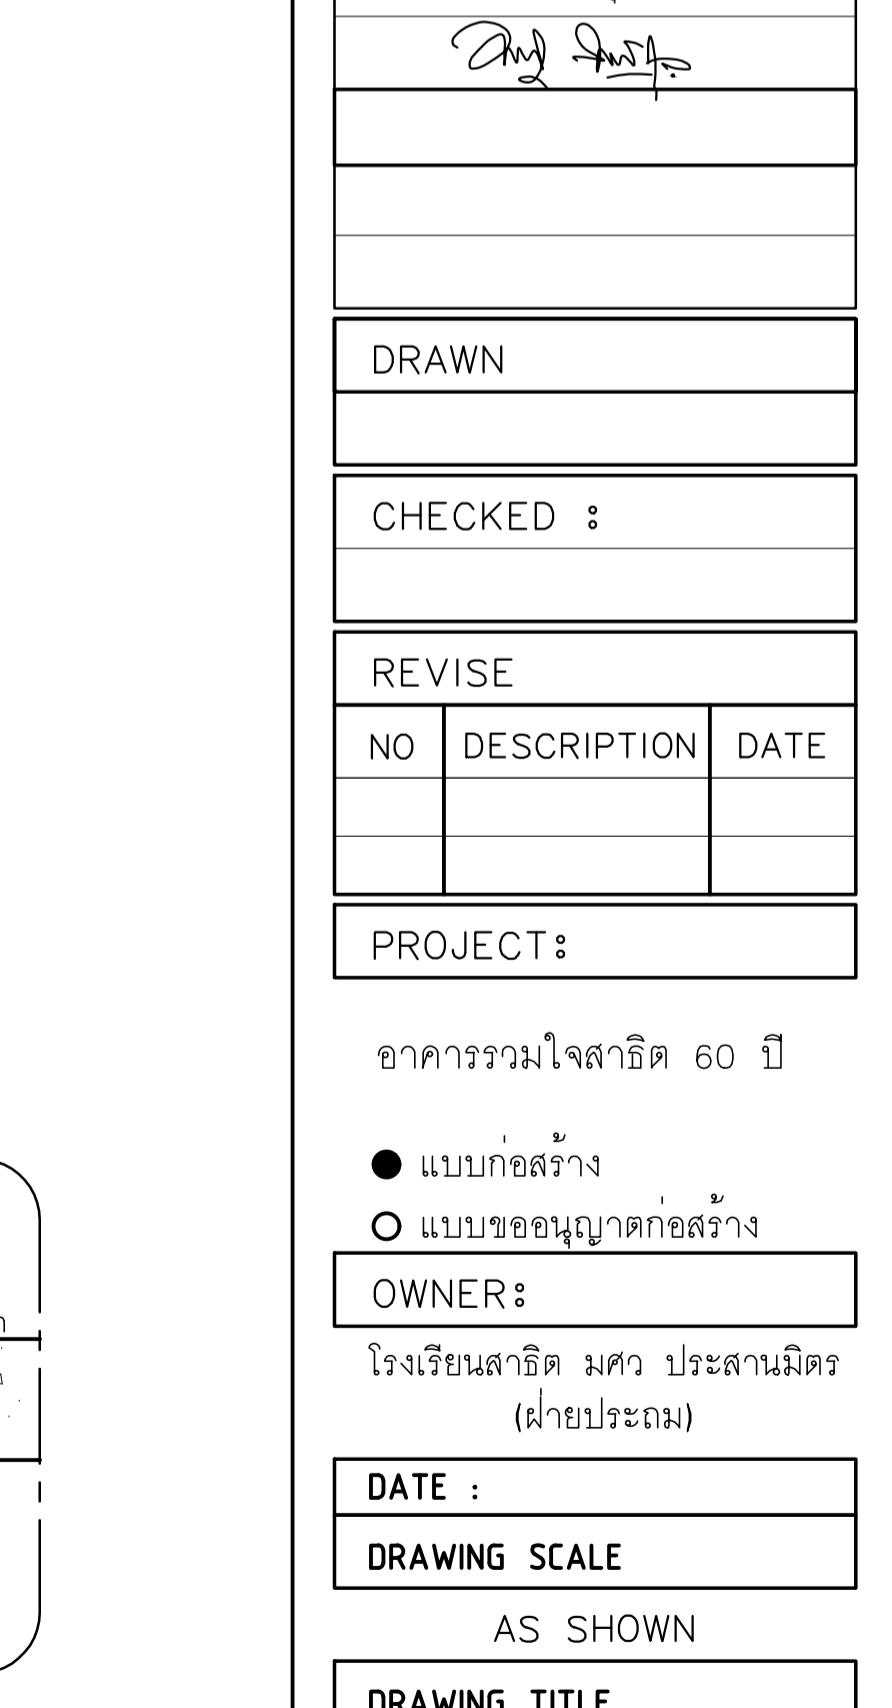 DRAWN
CHECKED :
REVISE
NO DESCRIPTION DATE
PROJECT:
อาคารรวมใจสาธิต 60 ปี
แบบก่อสร้าง
แบบขออนุญาตก่อสร้าง
OWNER:
โรงเรียนสาธิต มศว ประสานมิตร
(ฝ่ายประถม)
DATE :
DRAWING SCALE
AS SHOWN
DRAWING TITLE